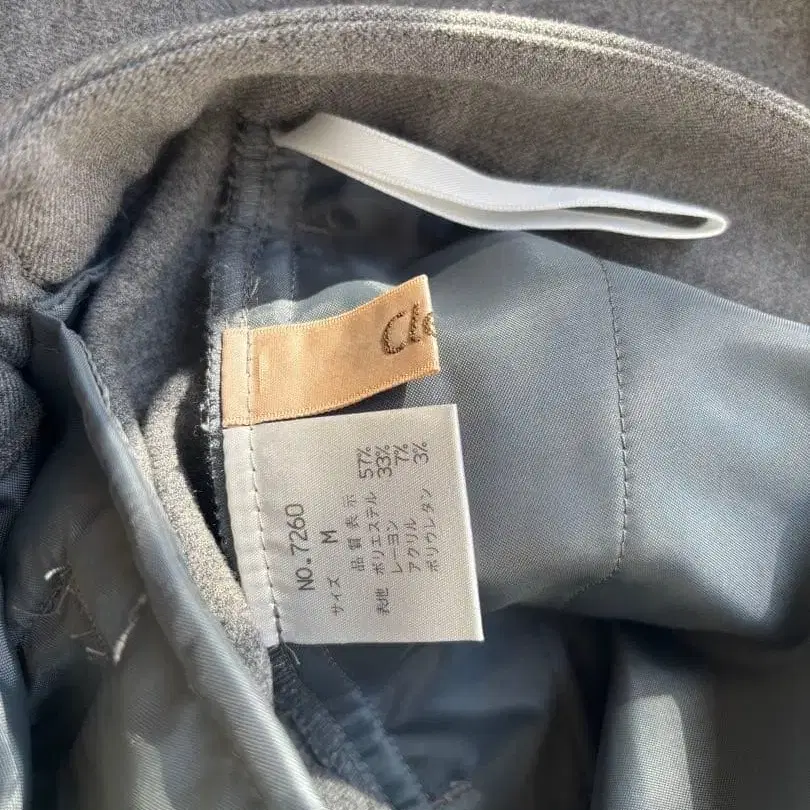 NO.7260
サイズ M
品質表示
表地 ポリエステル 57%
レーヨン 33%
アクリル 7%
ポリウレタン 3%